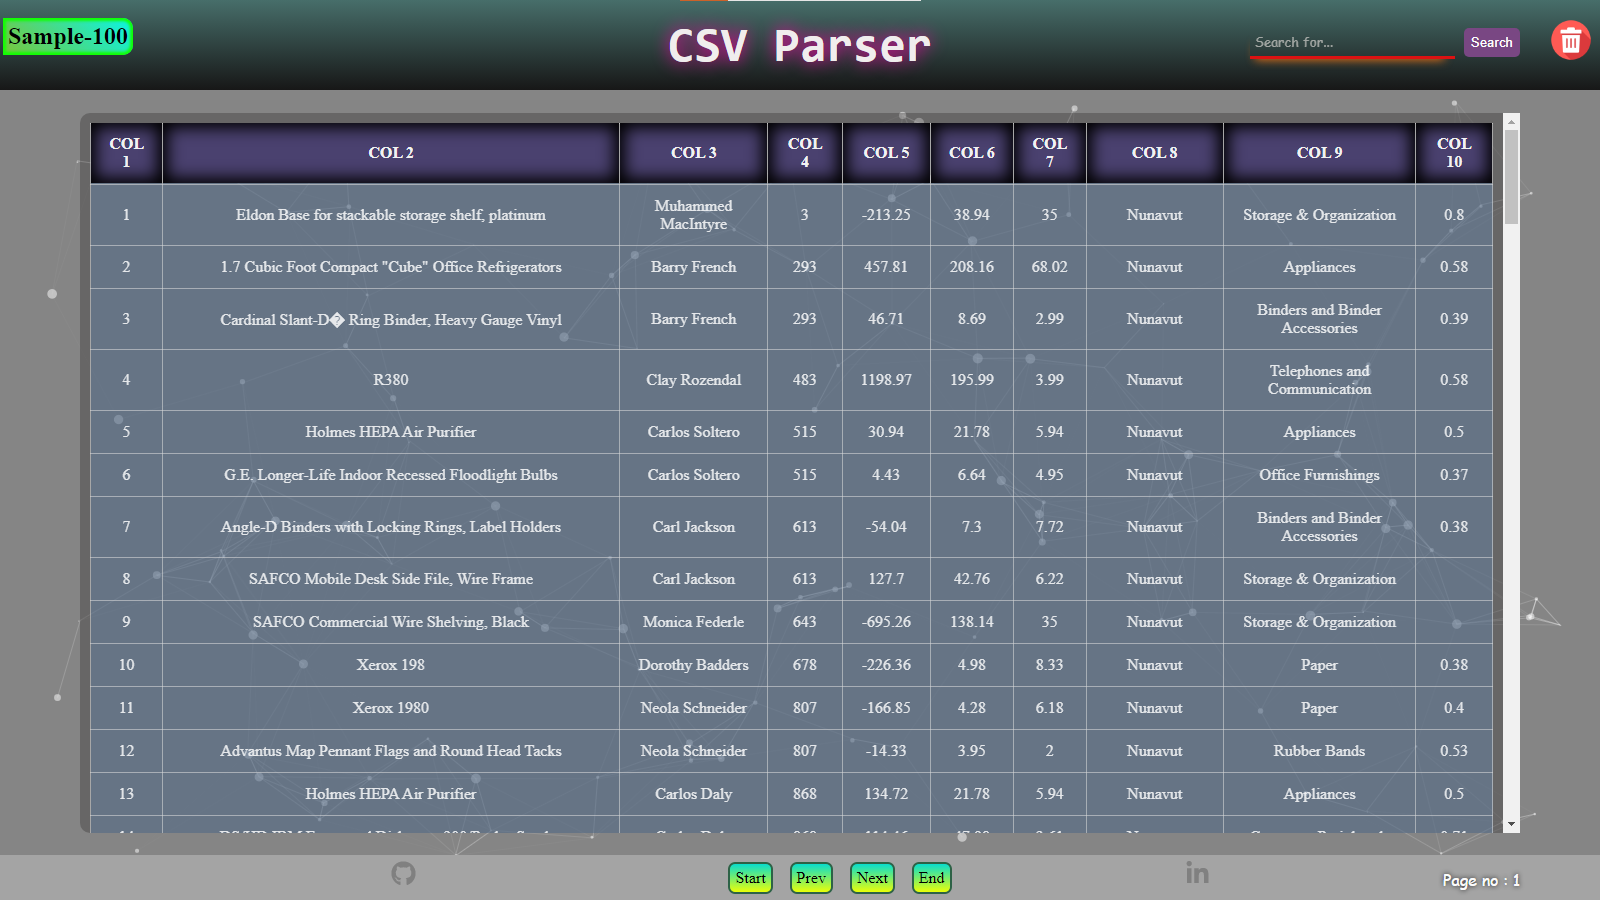 Sample-100
CSV Parser
Search for...
Search
COL 1 COL 2 COL 3 COL 4 COL 5 COL 6 COL 7 COL 8 COL 9 COL 10
1 Eldon Base for stackable storage shelf, platinum Muhammed MacIntyre 3 -213.25 38.94 35 Nunavut Storage & Organization 0.8
2 1.7 Cubic Foot Compact "Cube" Office Refrigerators Barry French 293 457.81 208.16 68.02 Nunavut Appliances 0.58
3 Cardinal Slant-D� Ring Binder, Heavy Gauge Vinyl Barry French 293 46.71 8.69 2.99 Nunavut Binders and Binder Accessories 0.39
4 R380 Clay Rozendal 483 1198.97 195.99 3.99 Nunavut Telephones and Communication 0.58
5 Holmes HEPA Air Purifier Carlos Soltero 515 30.94 21.78 5.94 Nunavut Appliances 0.5
6 G.E. Longer-Life Indoor Recessed Floodlight Bulbs Carlos Soltero 515 4.43 6.64 4.95 Nunavut Office Furnishings 0.37
7 Angle-D Binders with Locking Rings, Label Holders Carl Jackson 613 -54.04 7.3 7.72 Nunavut Binders and Binder Accessories 0.38
8 SAFCO Mobile Desk Side File, Wire Frame Carl Jackson 613 127.7 42.76 6.22 Nunavut Storage & Organization
9 SAFCO Commercial Wire Shelving, Black Monica Federle 643 -695.26 138.14 35 Nunavut Storage & Organization
10 Xerox 198 Dorothy Badders 678 -226.36 4.98 8.33 Nunavut Paper 0.38
11 Xerox 1980 Neola Schneider 807 -166.85 4.28 6.18 Nunavut Paper 0.4
12 Advantus Map Pennant Flags and Round Head Tacks Neola Schneider 807 -14.33 3.95 2 Nunavut Rubber Bands 0.53
13 Holmes HEPA Air Purifier Carlos Daly 868 134.72 21.78 5.94 Nunavut Appliances 0.5
Start Prev Next End
Page no : 1